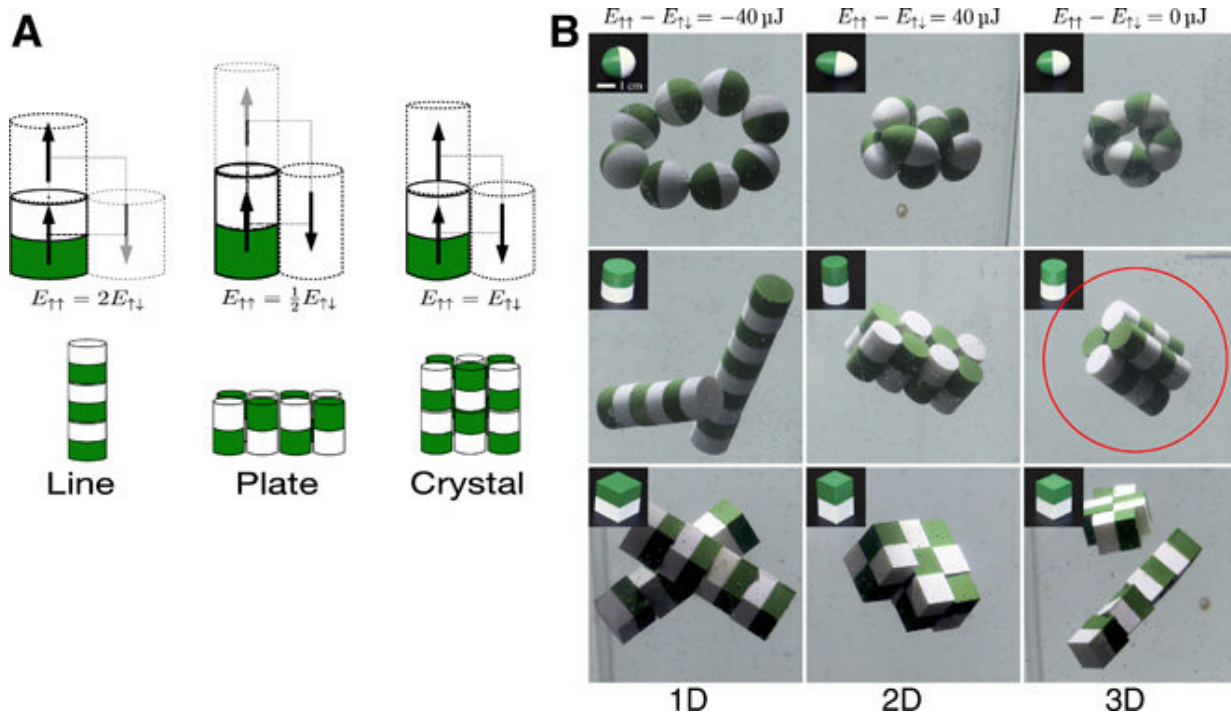 A
E↑↑ = 2E↑↓
E↑↑ = ½E↑↓
E↑↑ = E↑↓
Line
Plate
Crystal
B
E↑↑ − E↑↓ = −40 µJ
E↑↑ − E↑↓ = 40 µJ
E↑↑ − E↑↓ = 0 µJ
1 cm
1D
2D
3D